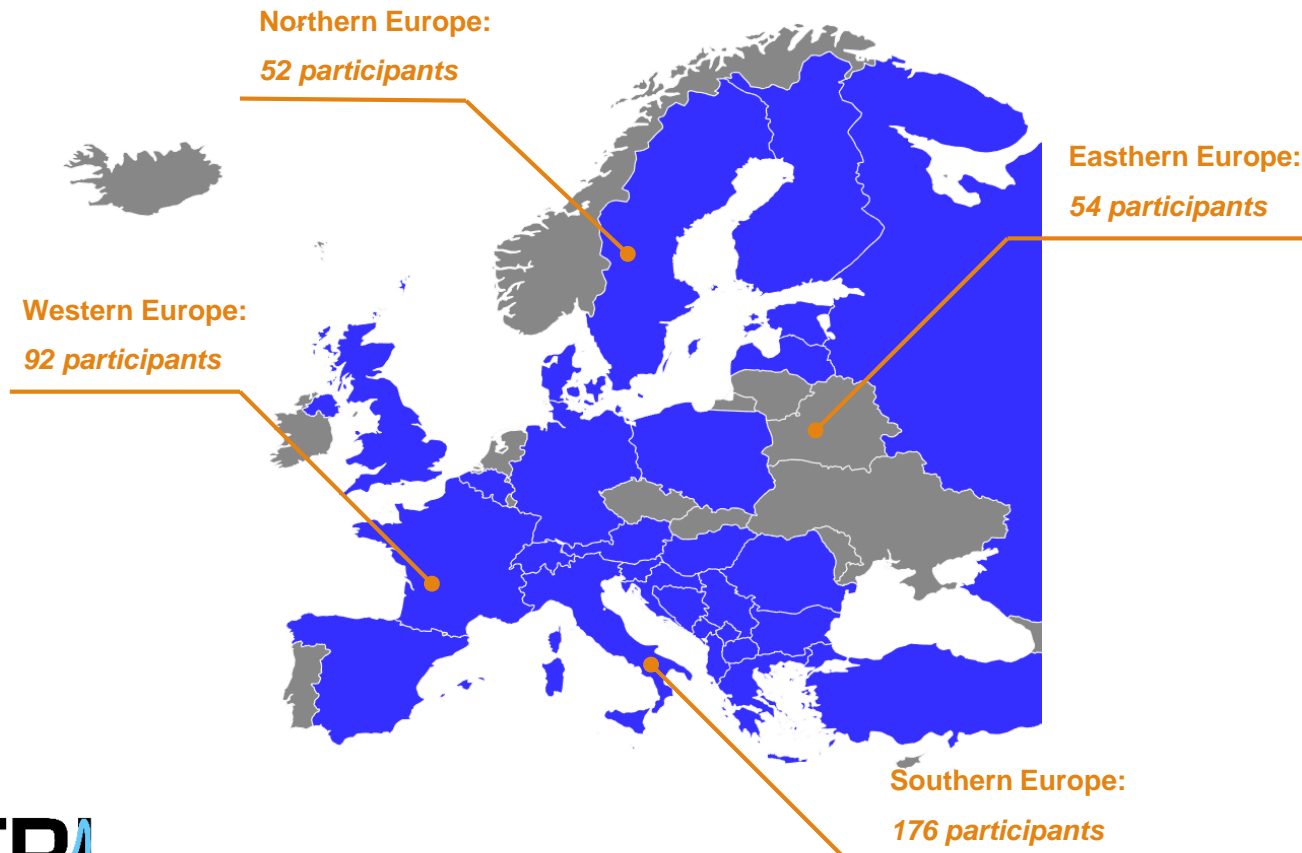 Northern Europe:
52 participants
Easthern Europe:
54 participants
Western Europe:
92 participants
Southern Europe:
176 participants